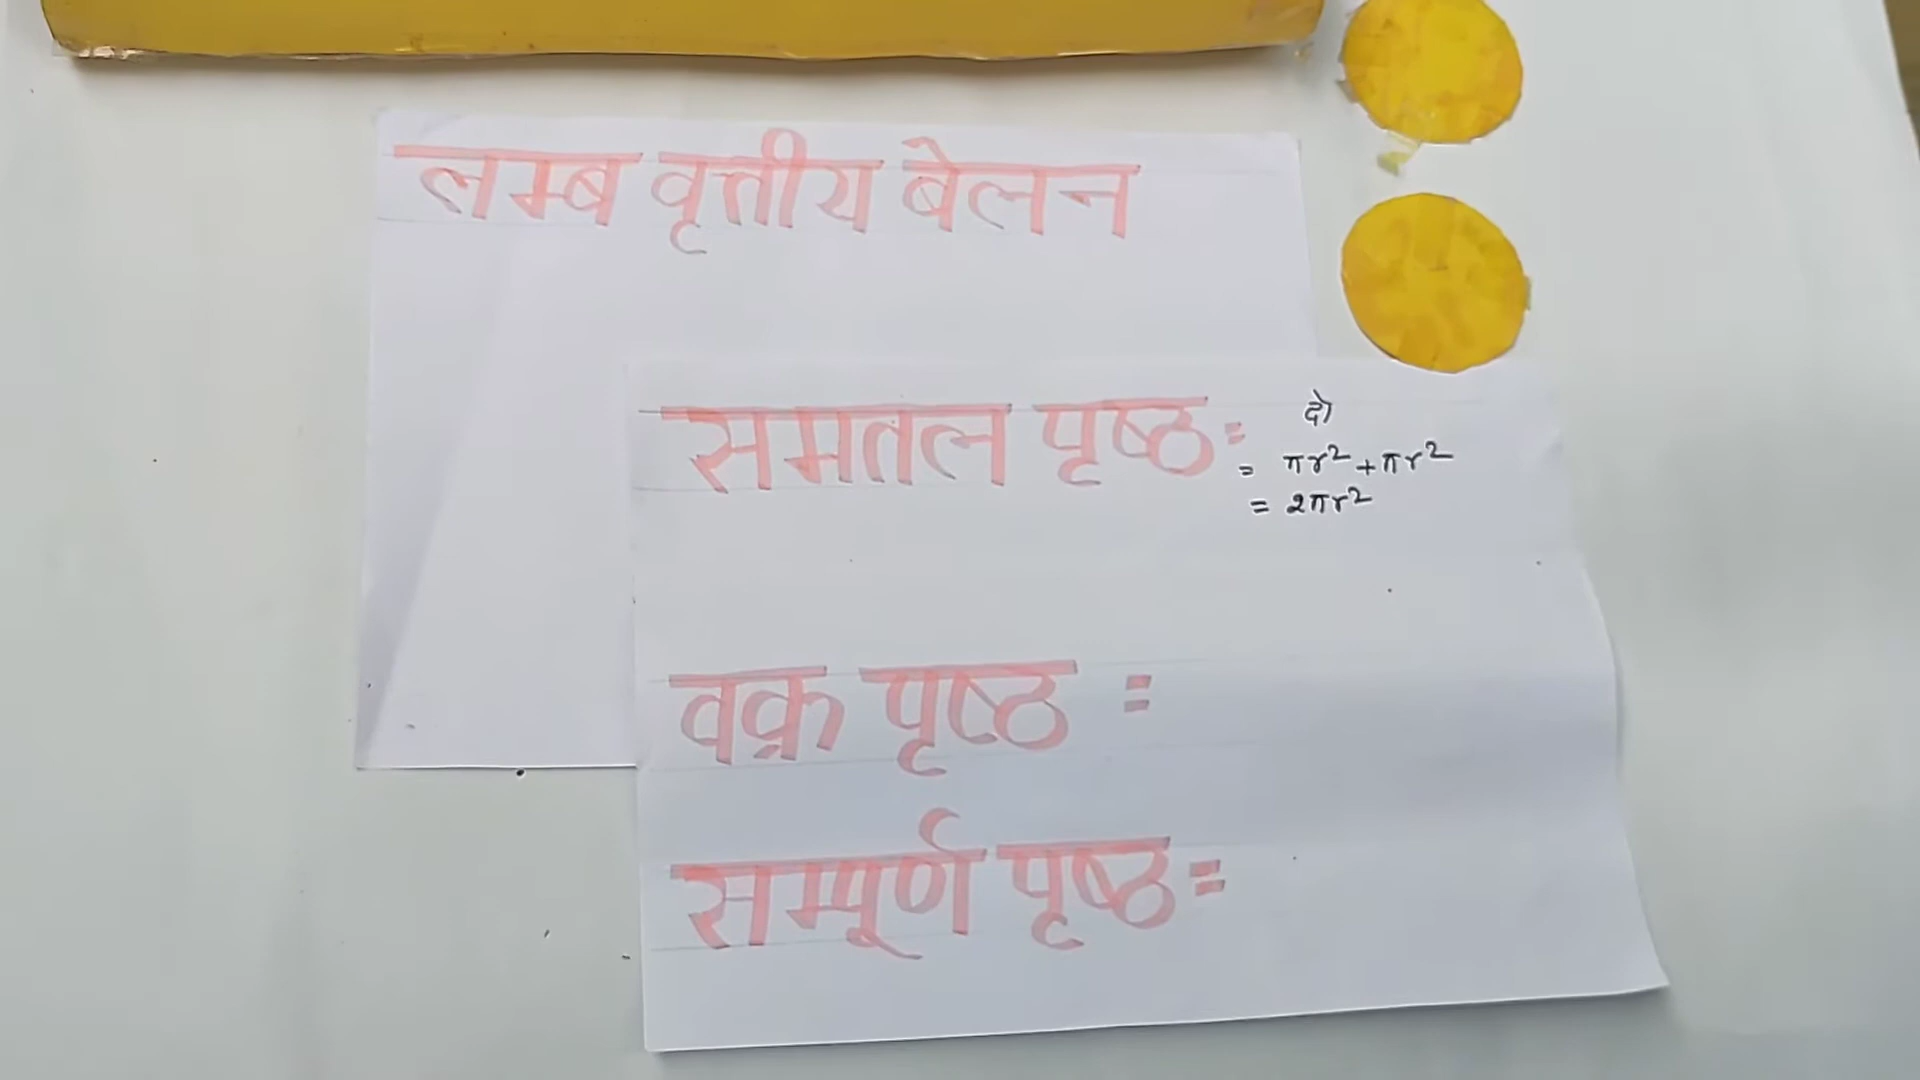 लम्ब वृत्तीय बेलन
समतल पृष्ठ= दो
= πr²+πr²
= 2πr²
वक्र पृष्ठ =
सम्पूर्ण पृष्ठ=